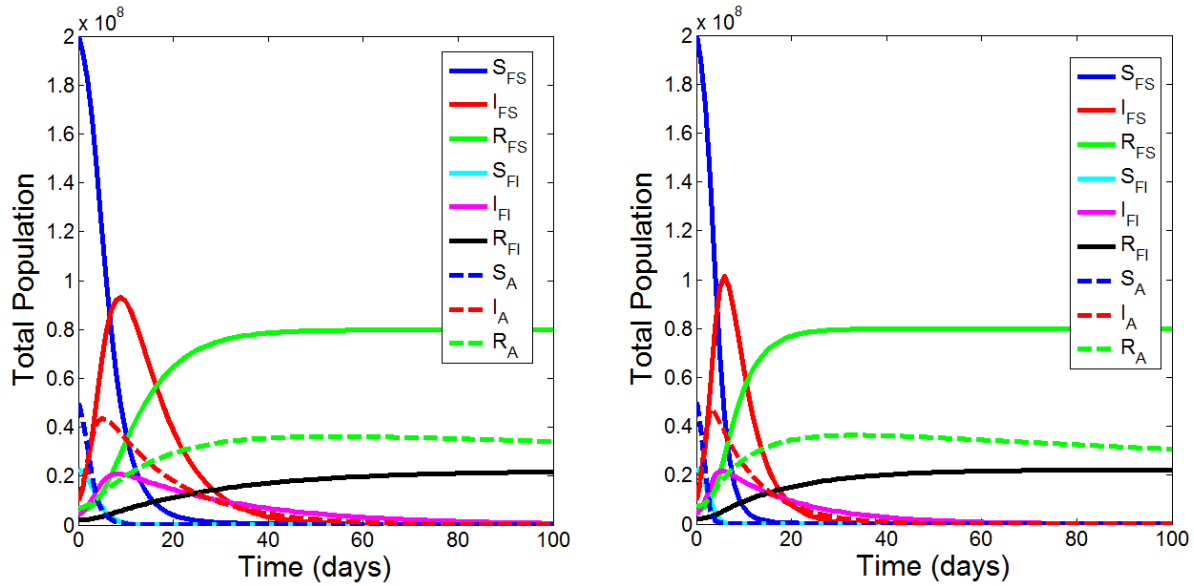 x 10^8
2
1.8
1.6
1.4
1.2
1
0.8
0.6
0.4
0.2
0
0 20 40 60 80 100
Total Population
Time (days)
S_FS
I_FS
R_FS
S_FI
I_FI
R_FI
S_A
I_A
R_A
x 10^8
2
1.8
1.6
1.4
1.2
1
0.8
0.6
0.4
0.2
0
0 20 40 60 80 100
Total Population
Time (days)
S_FS
I_FS
R_FS
S_FI
I_FI
R_FI
S_A
I_A
R_A